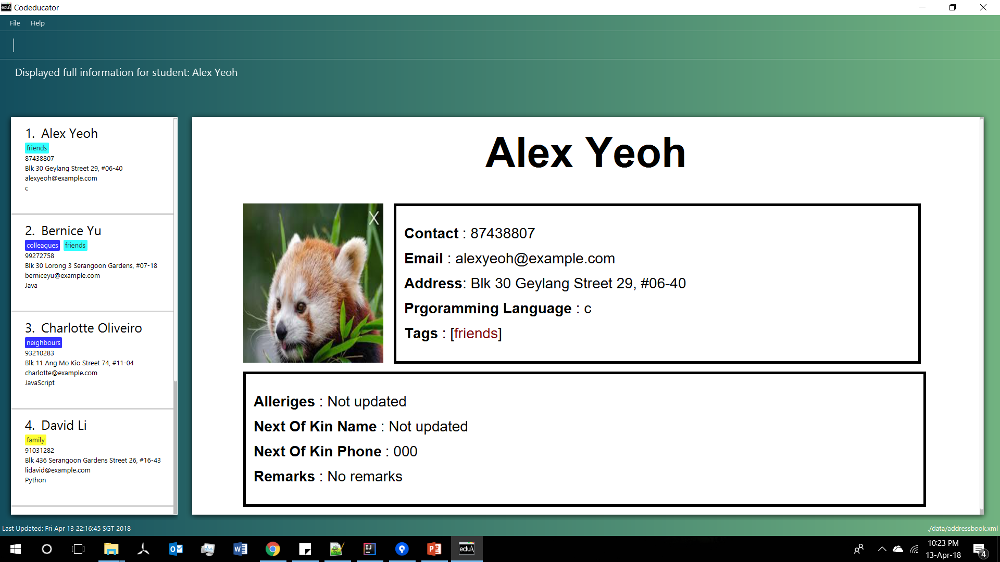 edu\ Codeducator
File Help
Displayed full information for student: Alex Yeoh
1. Alex Yeoh
friends
87438807
Blk 30 Geylang Street 29, #06-40
alexyeoh@example.com
c
2. Bernice Yu
colleagues friends
99272758
Blk 30 Lorong 3 Serangoon Gardens, #07-18
berniceyu@example.com
Java
3. Charlotte Oliveiro
neighbours
93210283
Blk 11 Ang Mo Kio Street 74, #11-04
charlotte@example.com
JavaScript
4. David Li
family
91031282
Blk 436 Serangoon Gardens Street 26, #16-43
lidavid@example.com
Python
Alex Yeoh
X
Contact : 87438807
Email : alexyeoh@example.com
Address: Blk 30 Geylang Street 29, #06-40
Prgoramming Language : c
Tags : [friends]
Alleriges : Not updated
Next Of Kin Name : Not updated
Next Of Kin Phone : 000
Remarks : No remarks
Last Updated: Fri Apr 13 22:16:45 SGT 2018
./data/addressbook.xml
edu\
10:23 PM
13-Apr-18
4